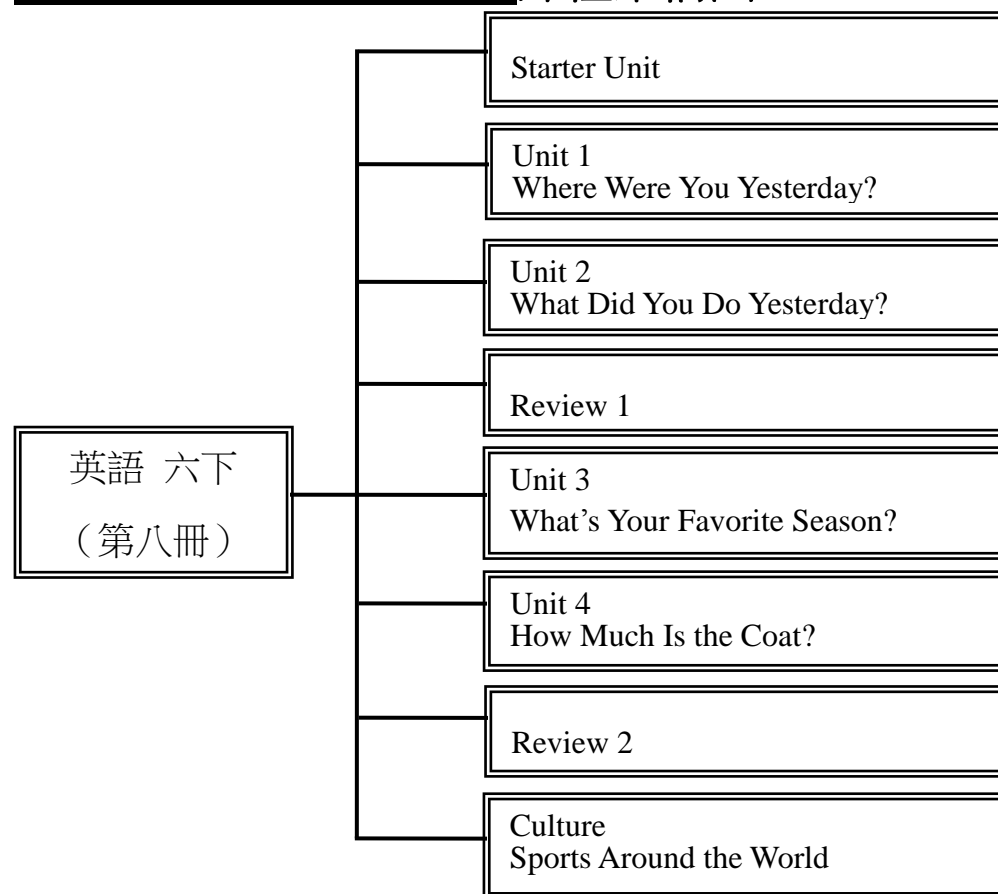 Starter Unit
Unit 1
Where Were You Yesterday?
Unit 2
What Did You Do Yesterday?
Review 1
英語 六下
（第八冊）
Unit 3
What’s Your Favorite Season?
Unit 4
How Much Is the Coat?
Review 2
Culture
Sports Around the World